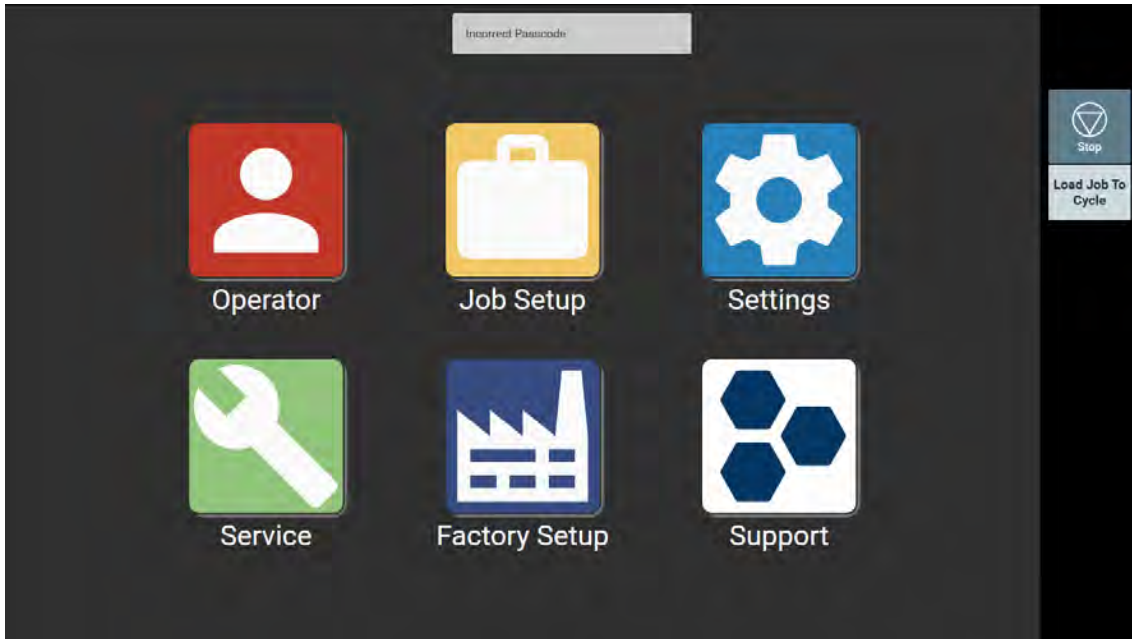 Incorrect Passcode
Stop
Load Job To
Cycle
Operator
Job Setup
Settings
Service
Factory Setup
Support